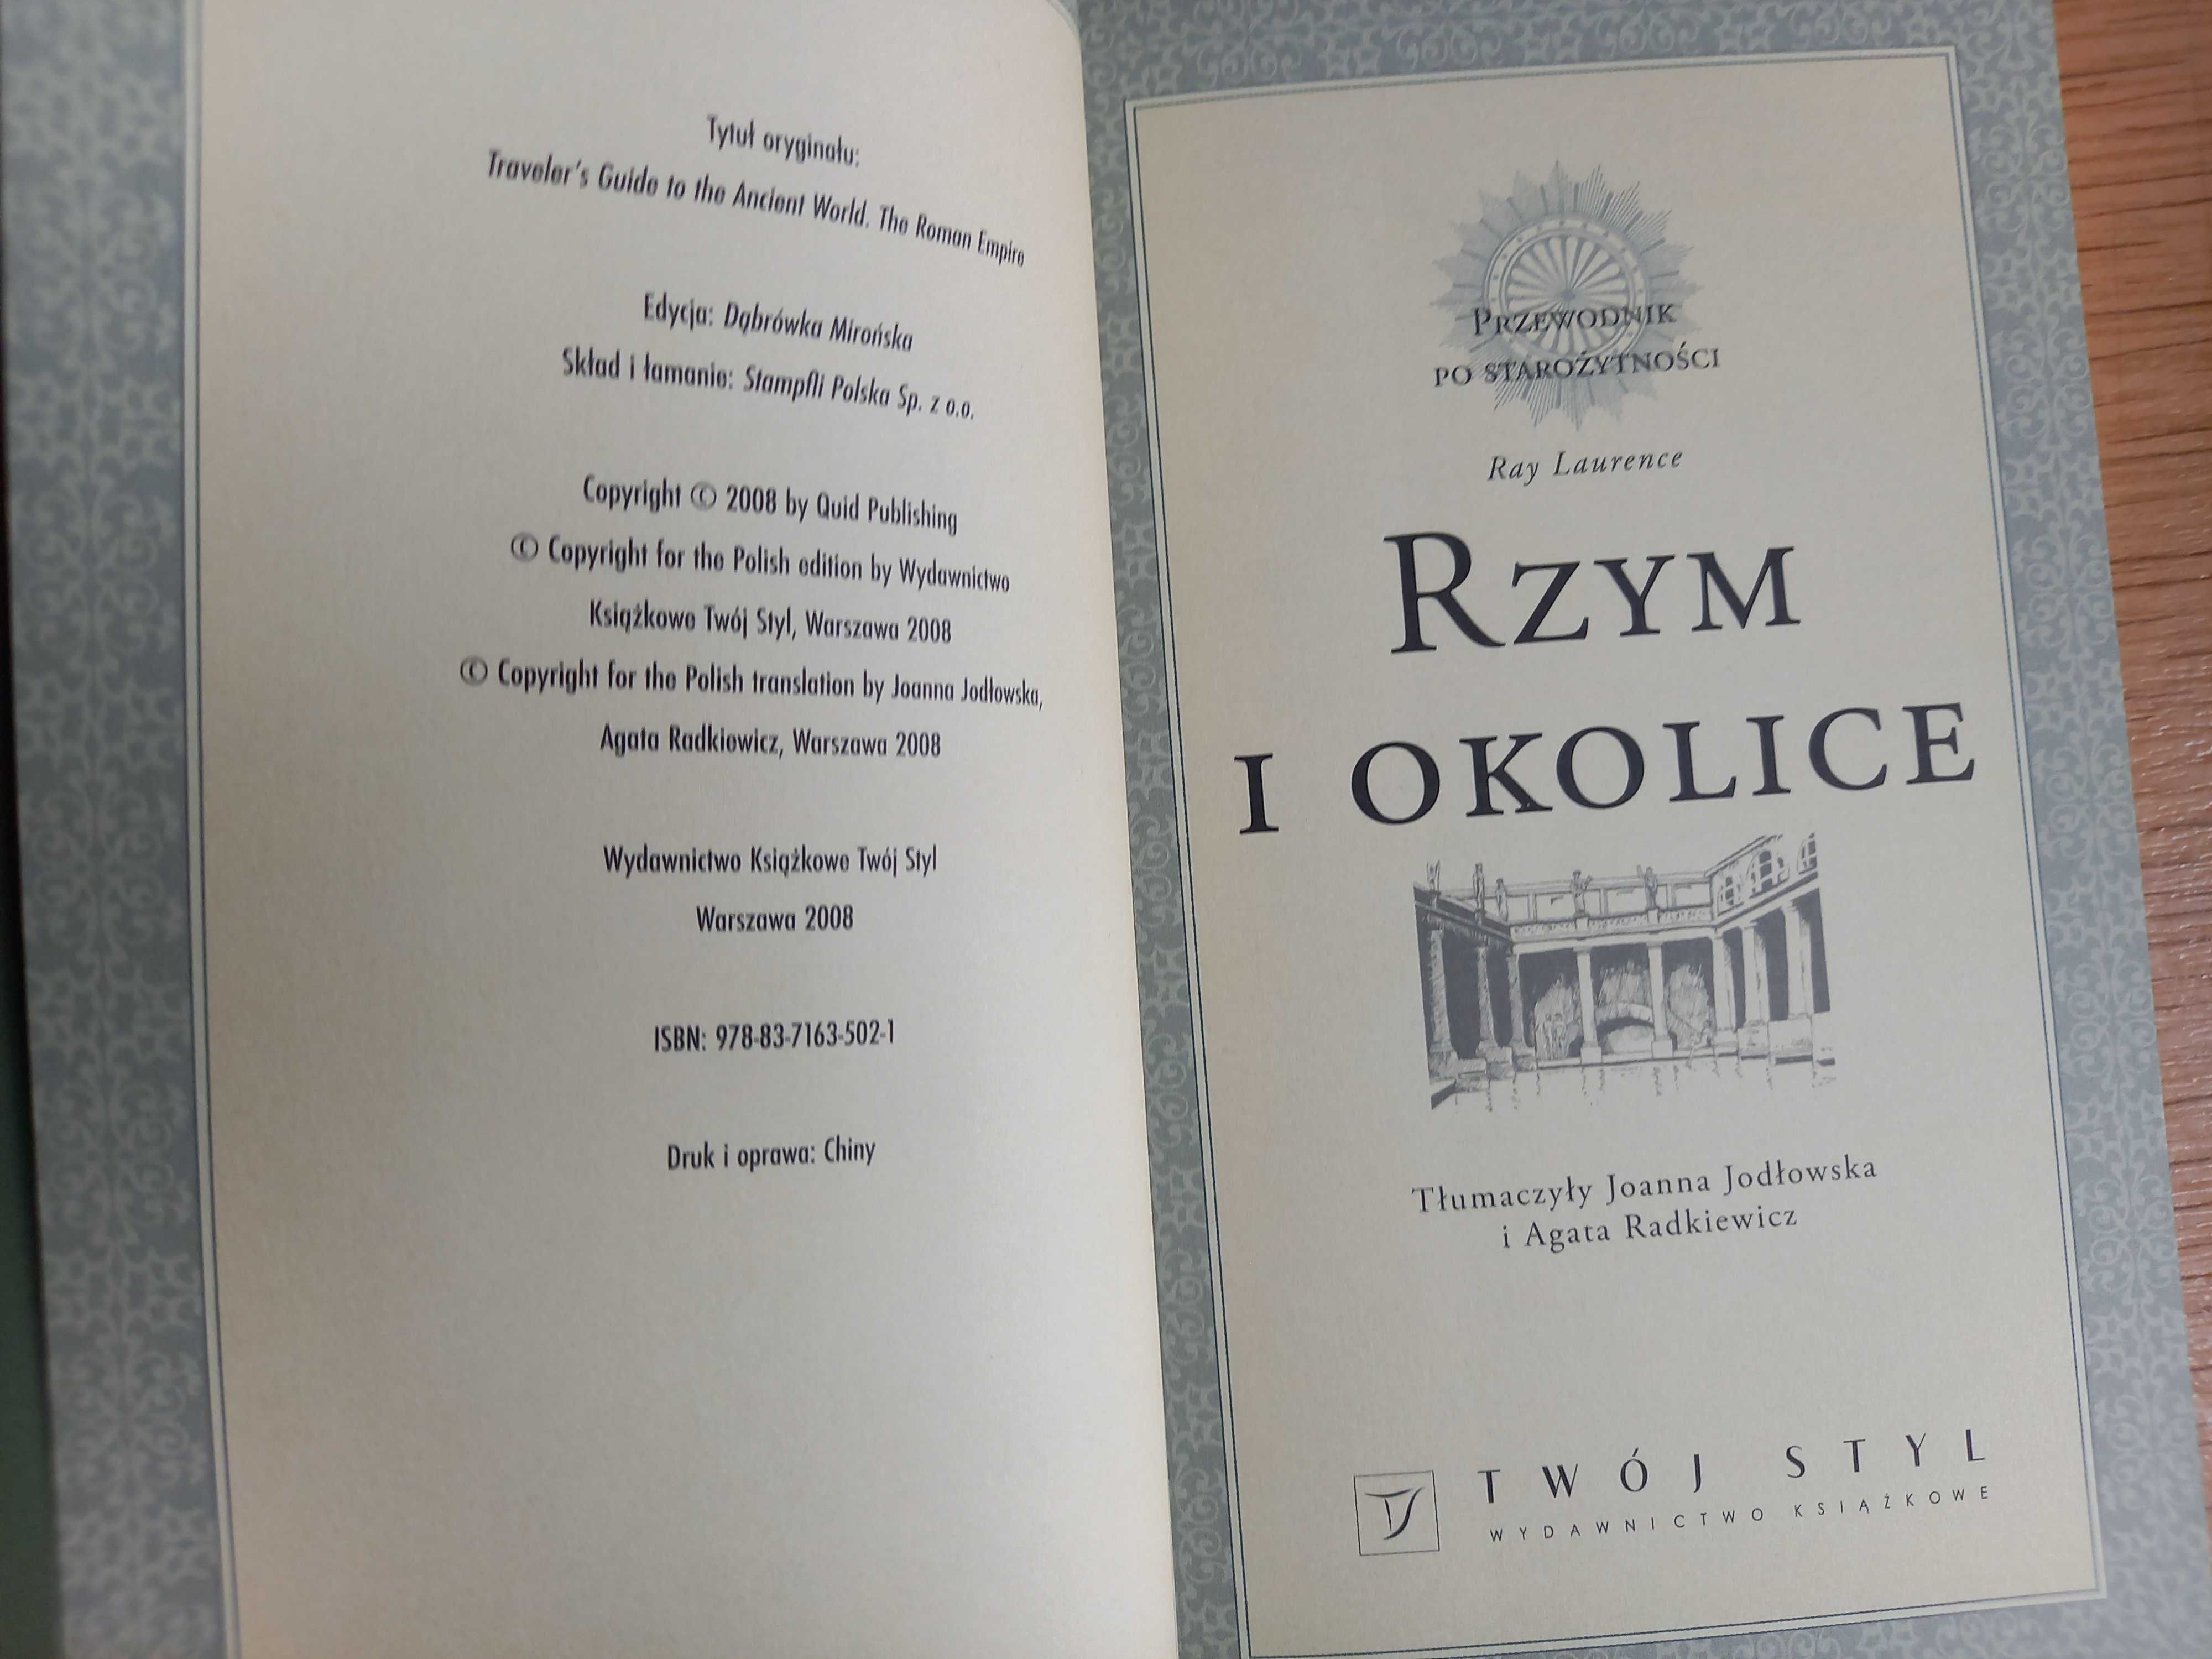 Tytuł oryginału:
Traveler's Guide to the Ancient World. The Roman Empire
Edycja: Dąbrówka Mirońska
Skład i łamanie: Stampfli Polska Sp. z o.o.
Copyright © 2008 by Quid Publishing
© Copyright for the Polish edition by Wydawnictwo
Książkowe Twój Styl, Warszawa 2008
© Copyright for the Polish translation by Joanna Jodłowska,
Agata Radkiewicz, Warszawa 2008
Wydawnictwo Książkowe Twój Styl
Warszawa 2008
ISBN: 978-83-7163-502-1
Druk i oprawa: Chiny
PRZEWODNIK
PO STAROŻYTNOŚCI
Ray Laurence
RZYM
I OKOLICE
Tłumaczyły Joanna Jodłowska
i Agata Radkiewicz
TWÓJ STYL
WYDAWNICTWO KSIĄŻKOWE